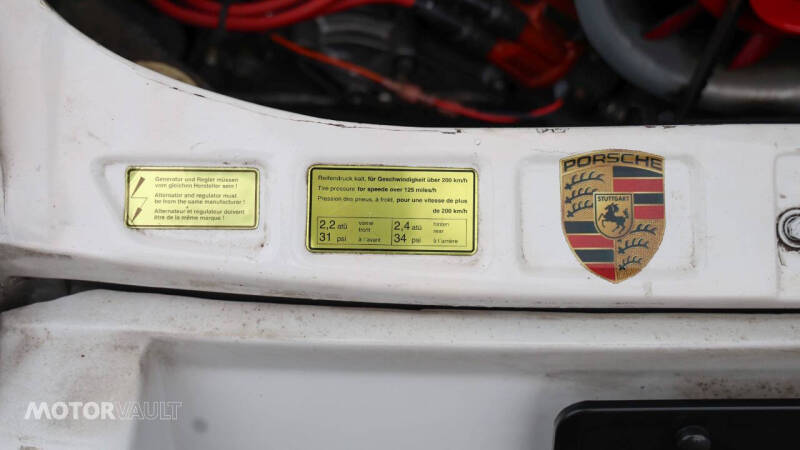 Generator und Regler müssen
vom gleichen Hersteller sein !
Alternator and regulator must
be from the same manufacturer !
Alternateur et régulateur doivent
être de la même marque !
Reifendruck kalt, für Geschwindigkeit über 200 km/h
Tire pressure for speeds over 125 miles/h
Pression des pneus, à froid, pour une vitesse de plus
de 200 km/h
2,2 atü vorne 2,4 atü hinten
front rear
31 psi à l'avant 34 psi à l'arrière
PORSCHE
STUTTGART
MOTORVAULT